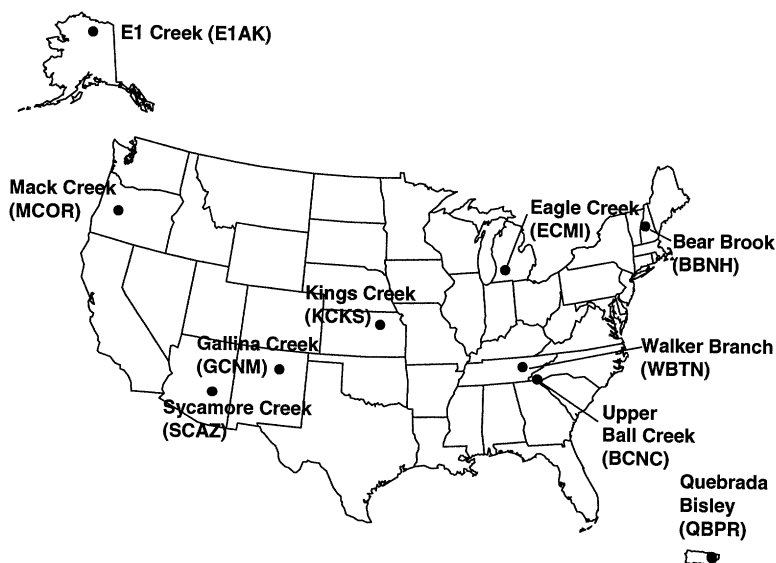 E1 Creek (E1AK)
Mack Creek
(MCOR)
Eagle Creek
(ECMI)
Bear Brook
(BBNH)
Kings Creek
(KCKS)
Gallina Creek
(GCNM)
Walker Branch
(WBTN)
Sycamore Creek
(SCAZ)
Upper
Ball Creek
(BCNC)
Quebrada
Bisley
(QBPR)